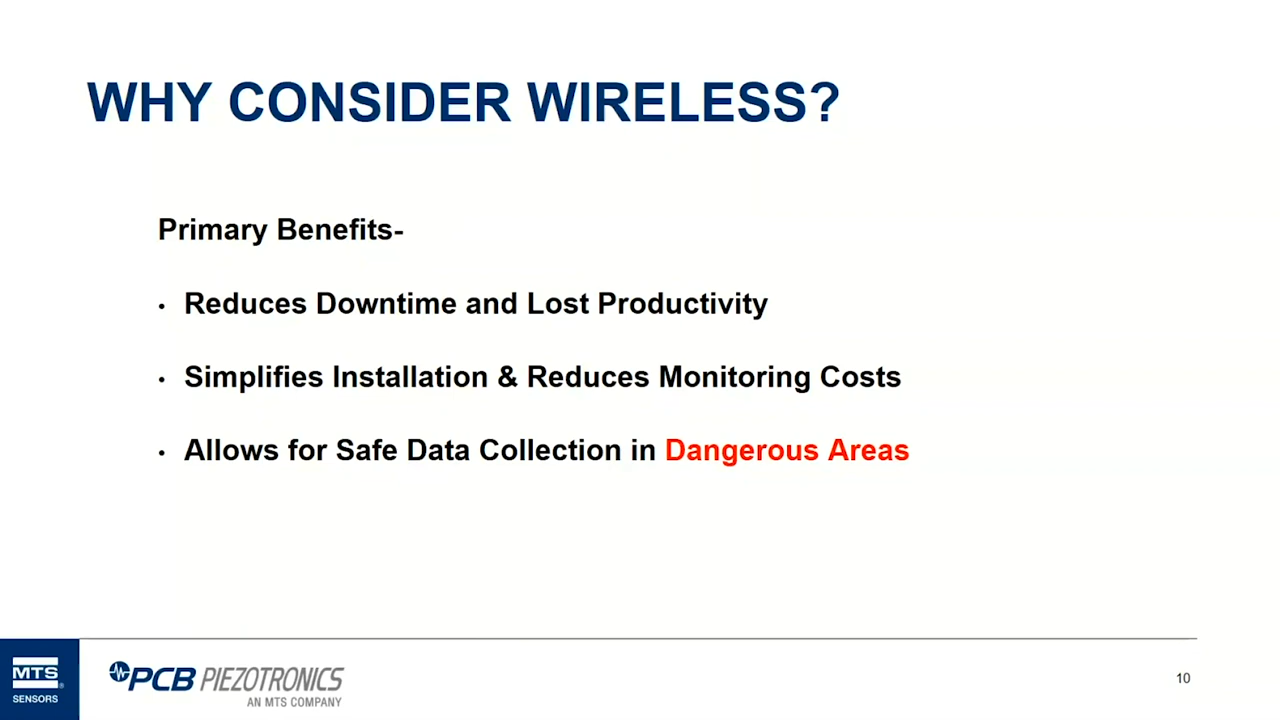 WHY CONSIDER WIRELESS?
Primary Benefits-
• Reduces Downtime and Lost Productivity
• Simplifies Installation & Reduces Monitoring Costs
• Allows for Safe Data Collection in Dangerous Areas
MTS
SENSORS
PCB PIEZOTRONICS
AN MTS COMPANY
10